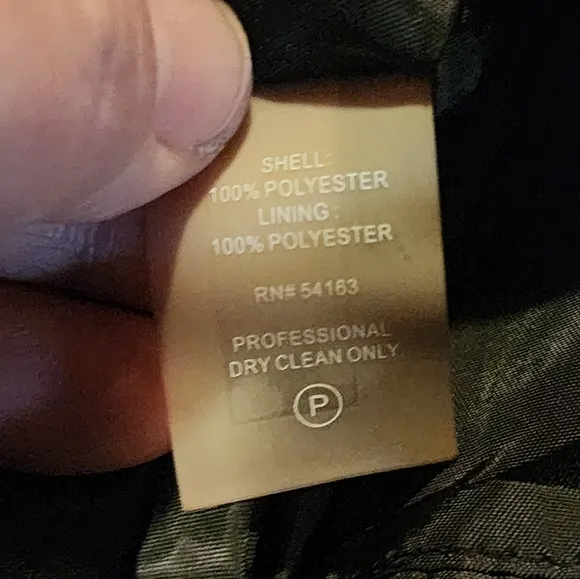 SHELL:
100% POLYESTER
LINING:
100% POLYESTER
RN# 54163
PROFESSIONAL
DRY CLEAN ONLY
P